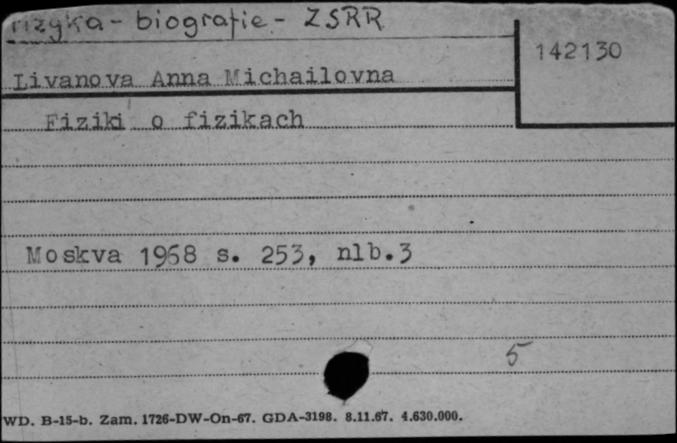 fizyka - biografie - ZSRR
142130
Livanova Anna Michailovna
Fiziki o fizikach
Moskva 1968 s. 253, nlb.3
5
WD. B-15-b. Zam. 1726-DW-On-67. GDA-3198. 8.11.67. 4.630.000.